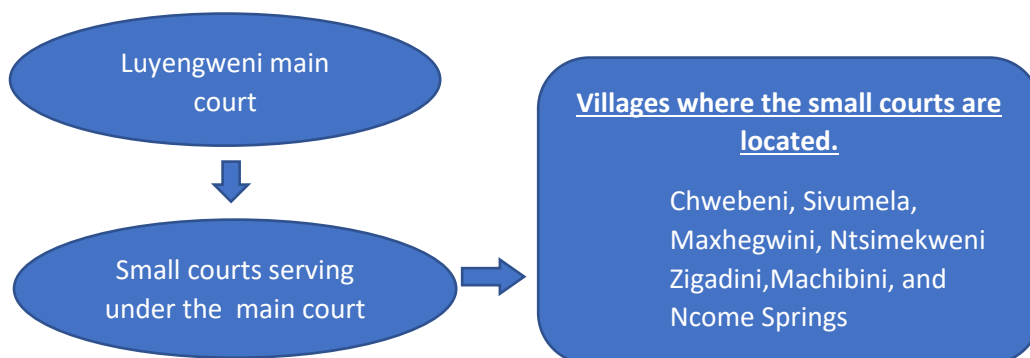 Luyengweni main
court
Small courts serving
under the main court
Villages where the small courts are
located.
Chwebeni, Sivumela,
Maxhegwini, Ntsimekweni
Zigadini,Machibini, and
Ncome Springs